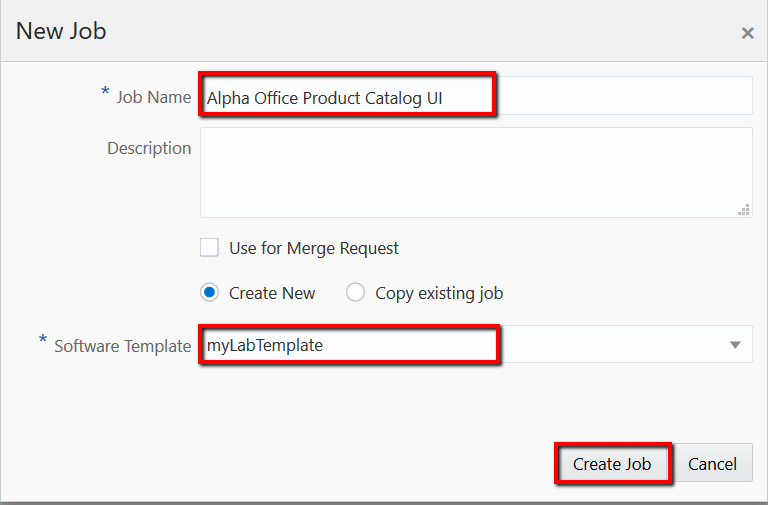 New Job
×
* Job Name Alpha Office Product Catalog UI
Description
Use for Merge Request
Create New Copy existing job
* Software Template myLabTemplate
Create Job Cancel